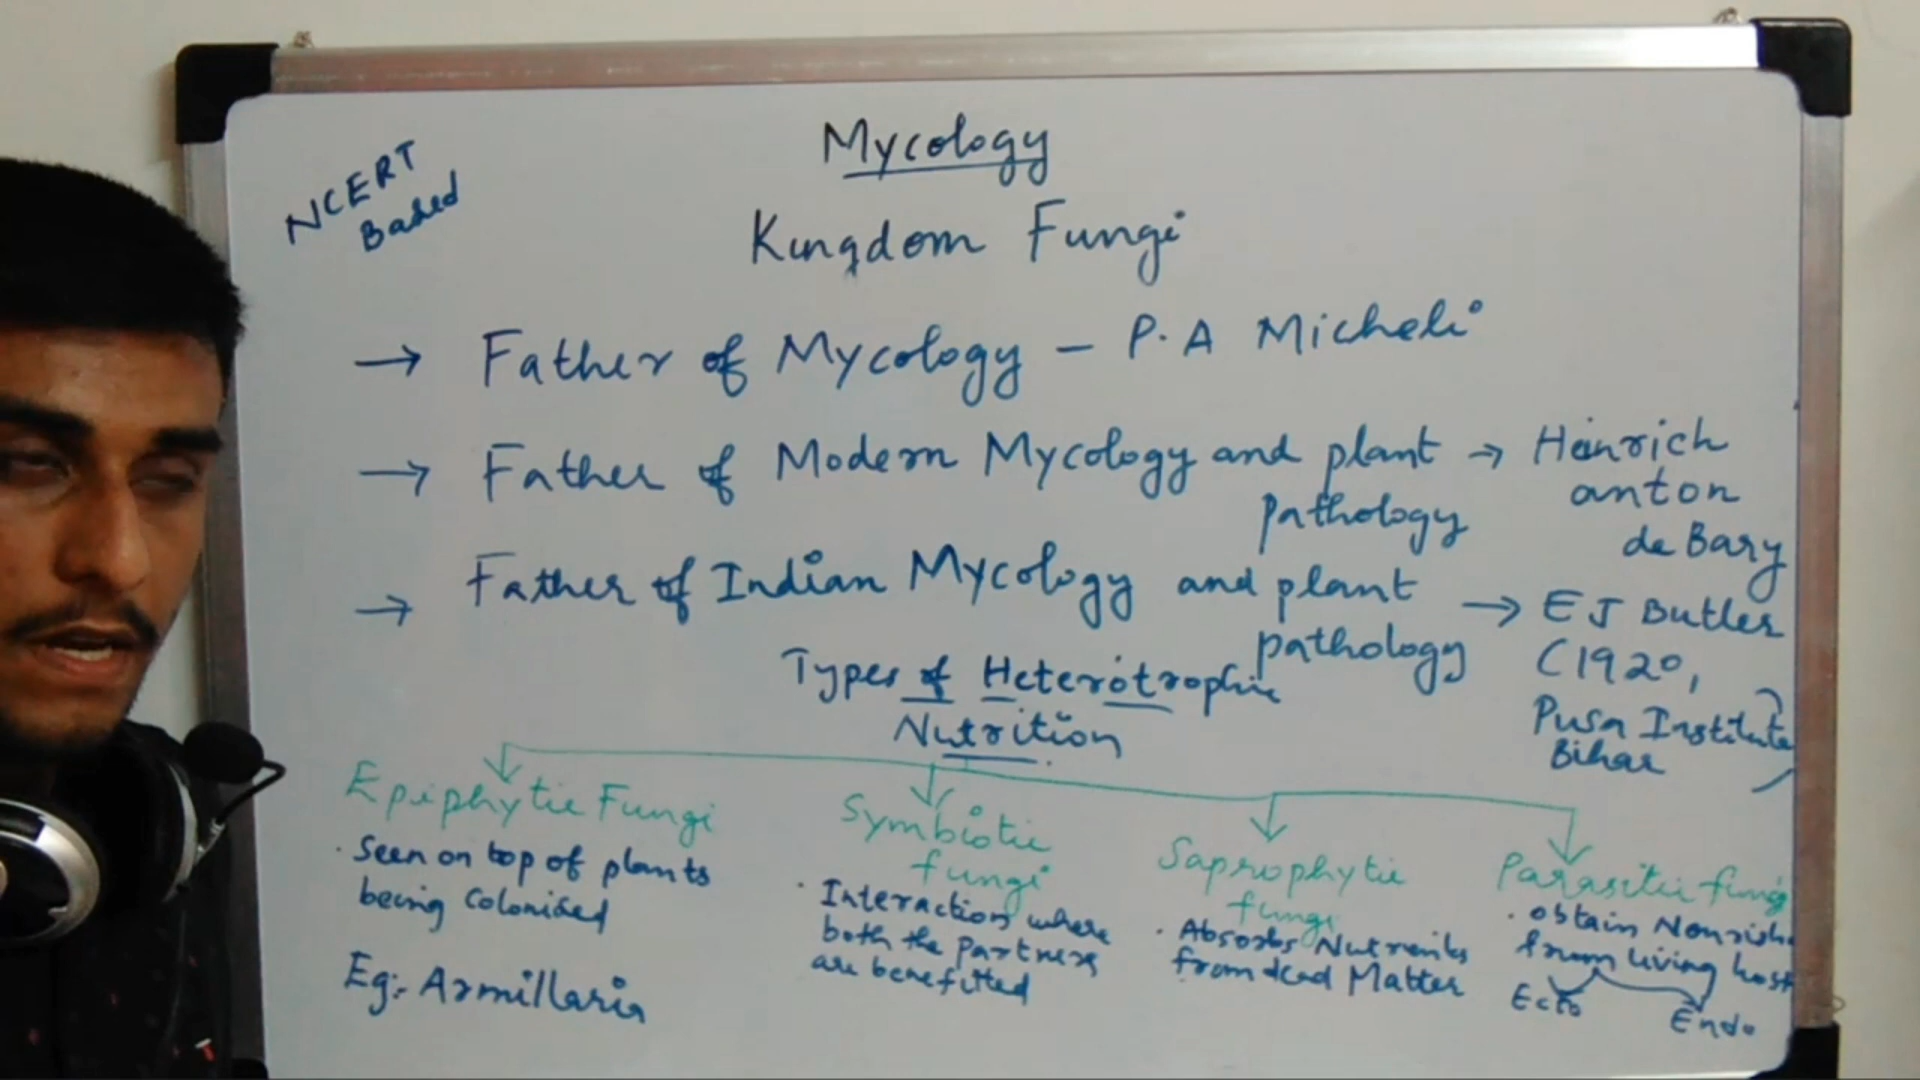 NCERT
Based
Mycology
Kingdom Fungi
→ Father of Mycology – P.A Micheli
→ Father of Modern Mycology and plant pathology → Heinrich
anton
de Bary
→ Father of Indian Mycology and plant pathology → E J Butler
(1920,
Pusa Institute
Bihar)
Types of Heterotrophic
Nutrition
Epiphytic Fungi
· Seen on top of plants
being Colonised
Eg:- Armillaria
Symbiotic
fungi
· Interaction where
both the partners
are benefitted
Saprophytic
fungi
· Absorbs Nutrients
from dead Matter
Parasitic fungi
· obtain Nourish
from living host
Ecto
Endo